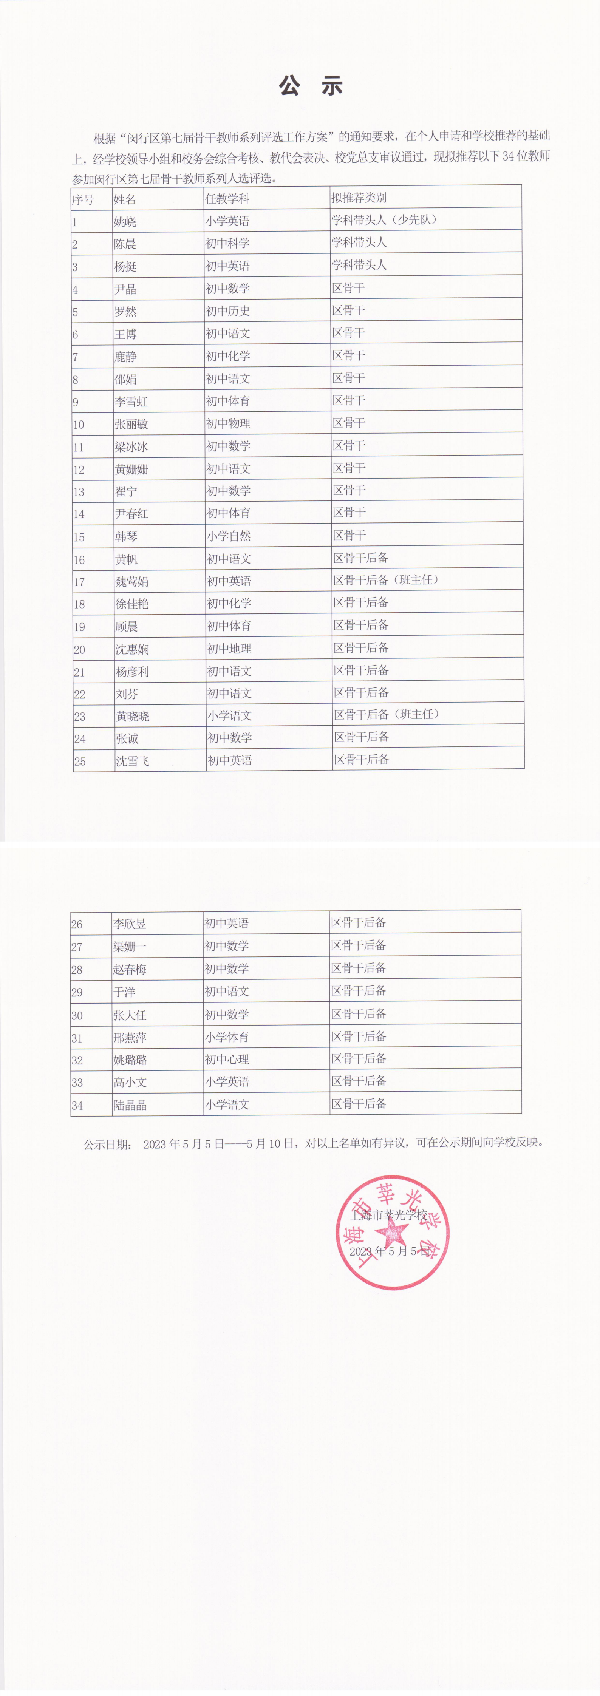 公 示
根据“闵行区第七届骨干教师系列评选工作方案”的通知要求，在个人申请和学校推荐的基础
上，经学校领导小组和校务会综合考核、教代会表决、校党总支审议通过，现拟推荐以下 34 位教师
参加闵行区第七届骨干教师系列人选评选。
序号 姓名 任教学科 拟推荐类别
1 姚晓 小学英语 学科带头人（少先队）
2 陈晨 初中科学 学科带头人
3 杨挺 初中英语 学科带头人
4 尹晶 初中数学 区骨干
5 罗然 初中历史 区骨干
6 王博 初中语文 区骨干
7 鹿静 初中化学 区骨干
8 邵娟 初中语文 区骨干
9 李雪虹 初中体育 区骨干
10 张丽敏 初中物理 区骨干
11 梁冰冰 初中数学 区骨干
12 黄姗姗 初中语文 区骨干
13 翟宁 初中数学 区骨干
14 尹春红 初中体育 区骨干
15 韩琴 小学自然 区骨干
16 黄帆 初中语文 区骨干后备
17 魏莺娟 初中英语 区骨干后备（班主任）
18 徐佳艳 初中化学 区骨干后备
19 顾晨 初中体育 区骨干后备
20 沈惠娴 初中地理 区骨干后备
21 杨彦利 初中语文 区骨干后备
22 刘芬 初中语文 区骨干后备
23 黄晓晓 小学语文 区骨干后备（班主任）
24 张诚 初中数学 区骨干后备
25 沈雪飞 初中英语 区骨干后备
26 李欣昱 初中英语 区骨干后备
27 梁姗一 初中数学 区骨干后备
28 赵春梅 初中数学 区骨干后备
29 于洋 初中语文 区骨干后备
30 张大任 初中数学 区骨干后备
31 邢燕萍 小学体育 区骨干后备
32 姚璐璐 初中心理 区骨干后备
33 高小文 小学英语 区骨干后备
34 陆晶晶 小学语文 区骨干后备
公示日期： 2023 年 5 月 5 日——5 月 10 日，对以上名单如有异议，可在公示期间向学校反映。
上海市莘光学校
2023 年 5 月 5 日
上海市莘光学校